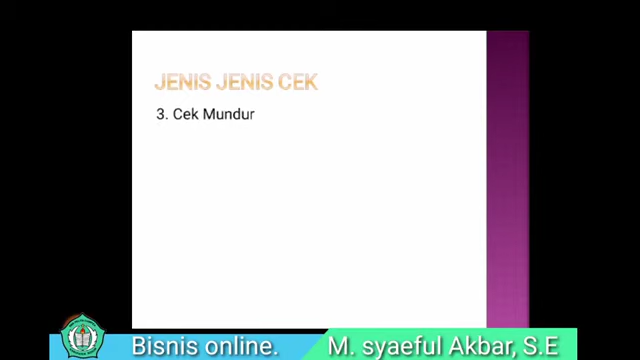 JENIS JENIS CEK
3. Cek Mundur
Bisnis online.
M. syaeful Akbar, S.E